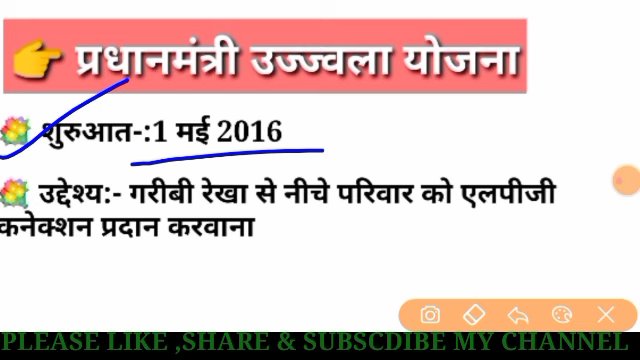 👉 प्रधानमंत्री उज्ज्वला योजना
शुरुआत-:1 मई 2016
उद्देश्य:- गरीबी रेखा से नीचे परिवार को एलपीजी
कनेक्शन प्रदान करवाना
PLEASE LIKE ,SHARE & SUBSCDIBE MY CHANNEL